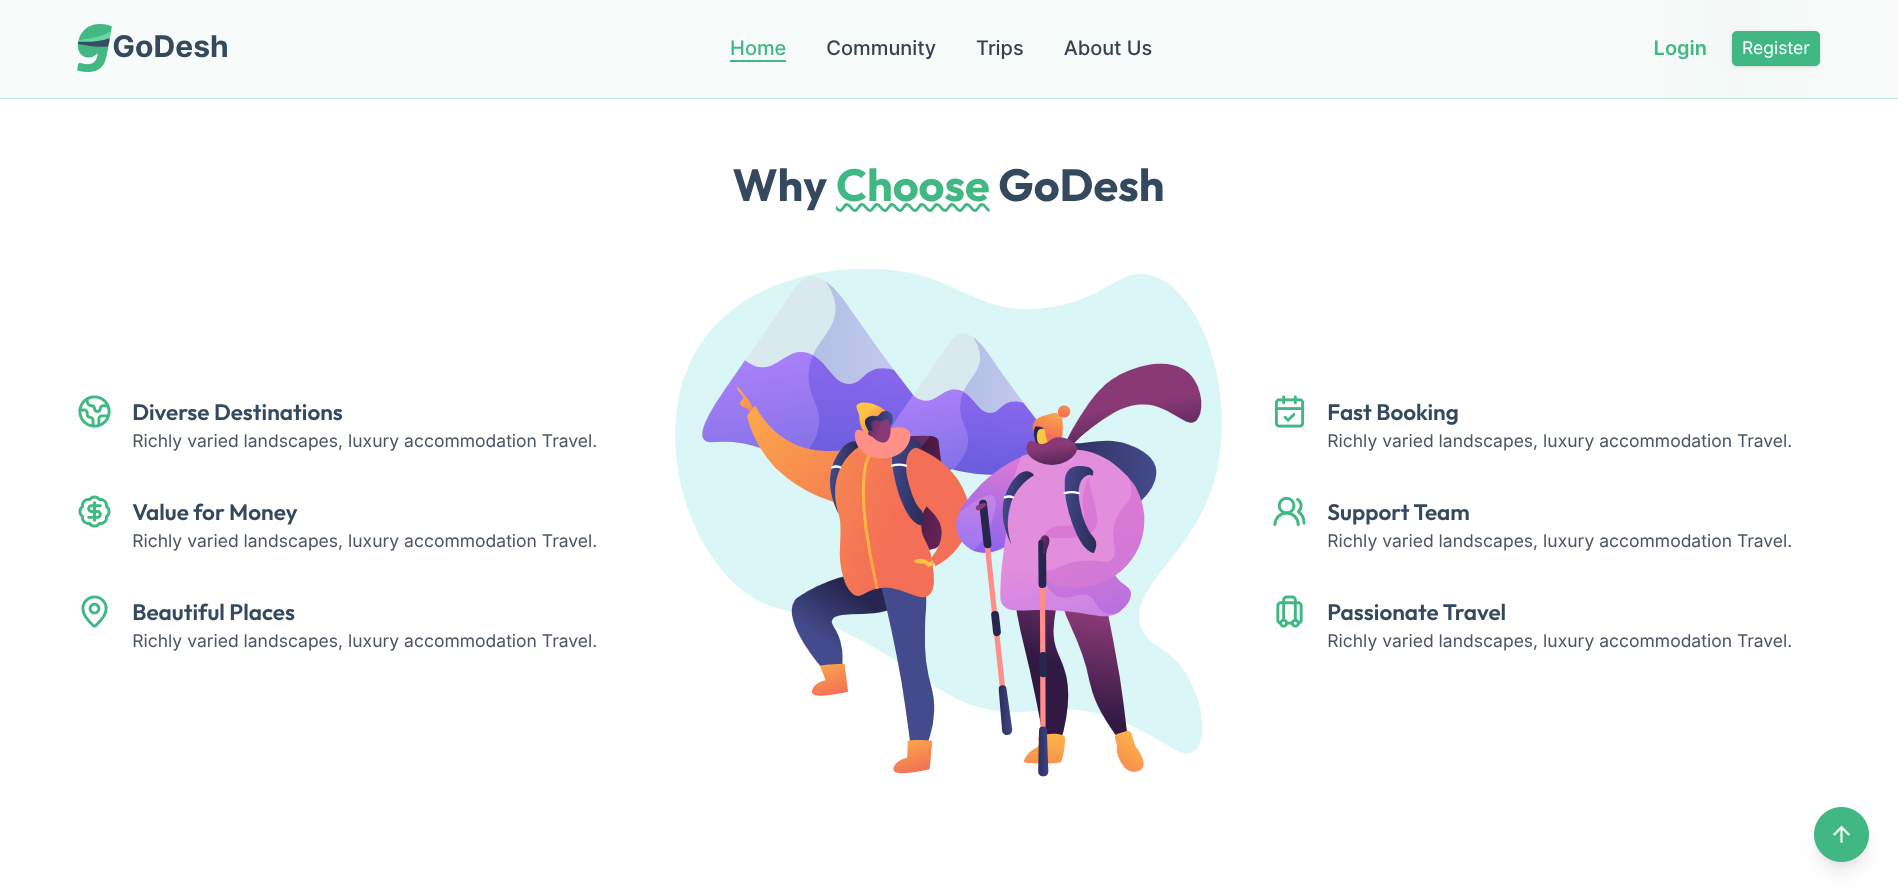 GoDesh
Home
Community
Trips
About Us
Login
Register
Why Choose GoDesh
Diverse Destinations
Richly varied landscapes, luxury accommodation Travel.
Value for Money
Richly varied landscapes, luxury accommodation Travel.
Beautiful Places
Richly varied landscapes, luxury accommodation Travel.
Fast Booking
Richly varied landscapes, luxury accommodation Travel.
Support Team
Richly varied landscapes, luxury accommodation Travel.
Passionate Travel
Richly varied landscapes, luxury accommodation Travel.